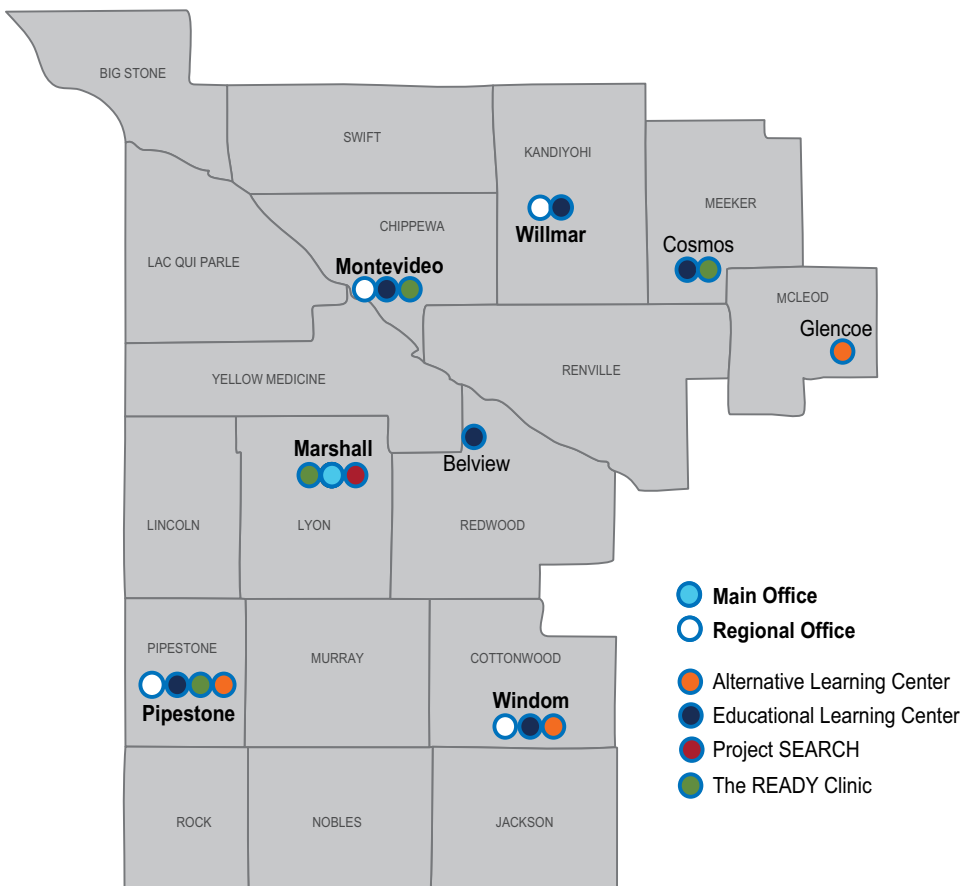 BIG STONE
SWIFT
KANDIYOHI
MEEKER
Willmar
CHIPPEWA
Cosmos
LAC QUI PARLE
Montevideo
MCLEOD
Glencoe
RENVILLE
YELLOW MEDICINE
Marshall
Belview
LINCOLN
LYON
REDWOOD
Main Office
Regional Office
PIPESTONE
MURRAY
COTTONWOOD
Alternative Learning Center
Windom
Pipestone
Educational Learning Center
Project SEARCH
The READY Clinic
ROCK
NOBLES
JACKSON